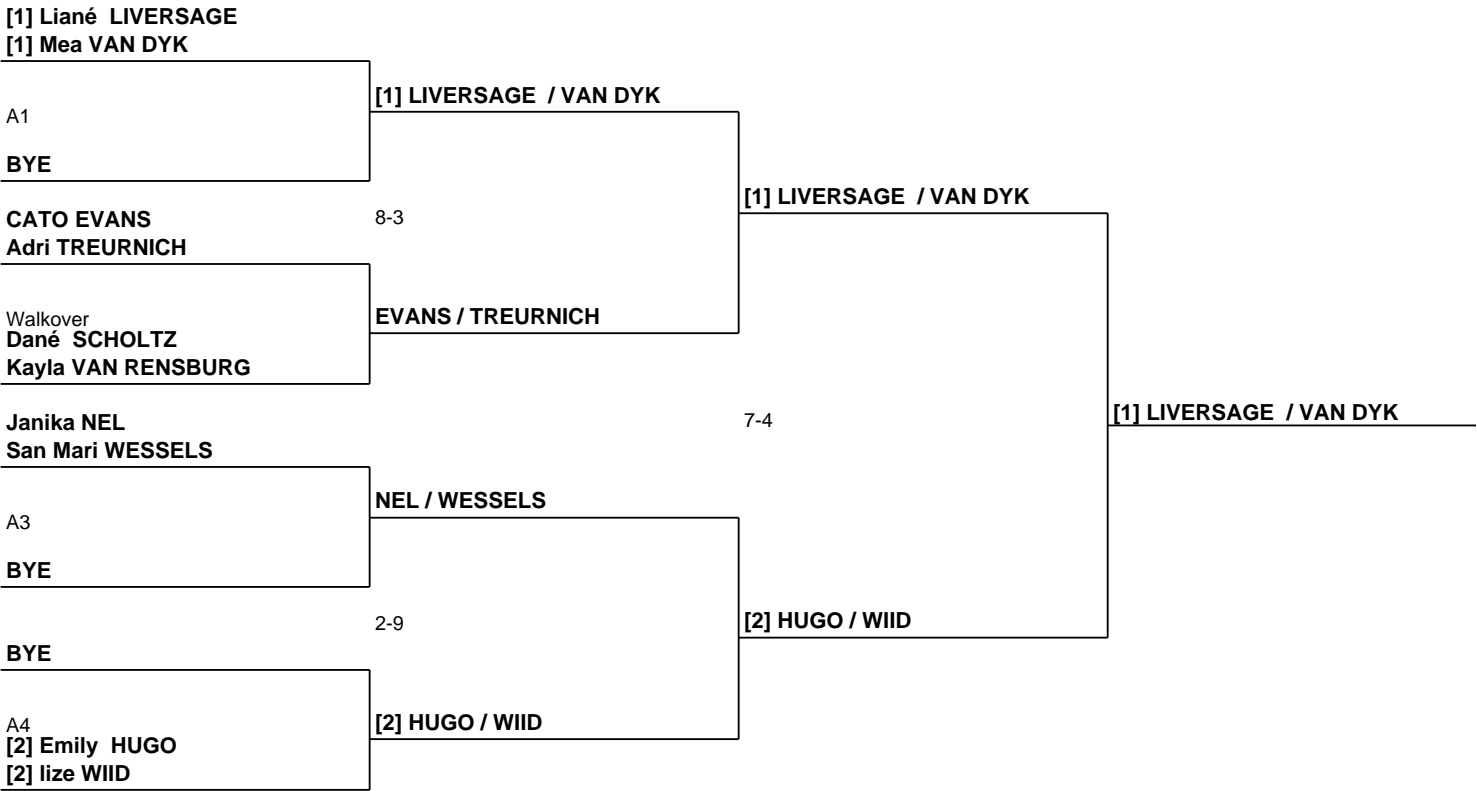 [1] Liané  LIVERSAGE
[1] Mea VAN DYK
A1
BYE
CATO EVANS
Adri TREURNICH
Walkover
Dané  SCHOLTZ
Kayla VAN RENSBURG
Janika NEL
San Mari WESSELS
A3
BYE
BYE
A4
[2] Emily  HUGO
[2] lize WIID
[1] LIVERSAGE  / VAN DYK
8-3
EVANS / TREURNICH
NEL / WESSELS
2-9
[2] HUGO / WIID
[1] LIVERSAGE  / VAN DYK
7-4
[2] HUGO / WIID
[1] LIVERSAGE  / VAN DYK